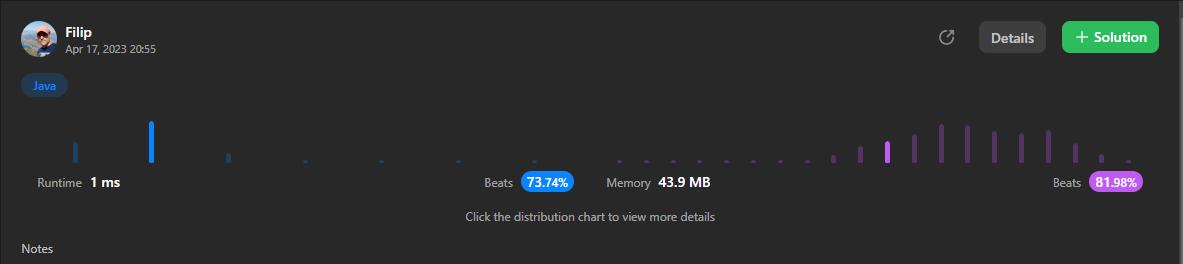 Filip
Apr 17, 2023 20:55
Details
+ Solution
Java
Runtime 1 ms Beats 73.74% Memory 43.9 MB Beats 81.98%
Click the distribution chart to view more details
Notes